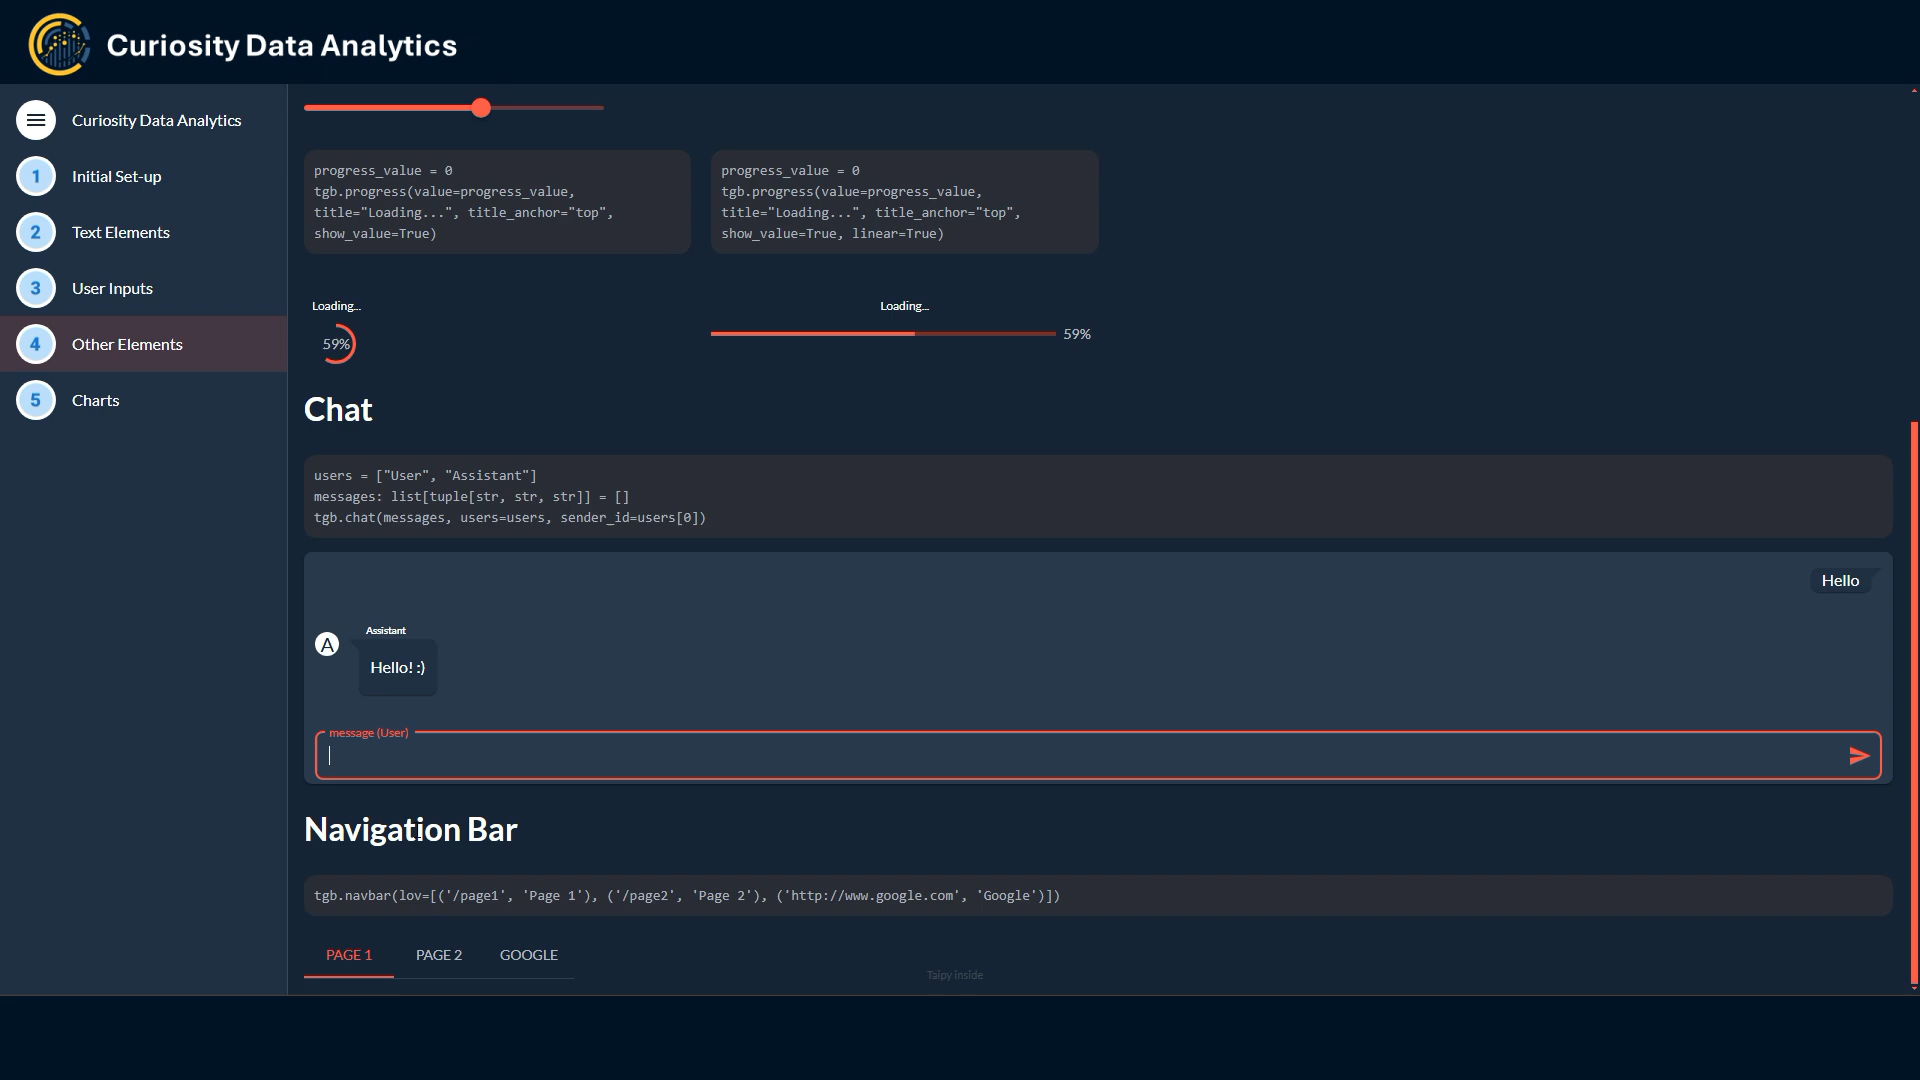 Curiosity Data Analytics
Curiosity Data Analytics
1 Initial Set-up
2 Text Elements
3 User Inputs
4 Other Elements
5 Charts
progress_value = 0
tgb.progress(value=progress_value,
title="Loading...", title_anchor="top",
show_value=True)
progress_value = 0
tgb.progress(value=progress_value,
title="Loading...", title_anchor="top",
show_value=True, linear=True)
Loading...
59%
Loading...
59%
Chat
users = ["User", "Assistant"]
messages: list[tuple[str, str, str]] = []
tgb.chat(messages, users=users, sender_id=users[0])
Hello
Assistant
A
Hello! :)
message (User)
Navigation Bar
tgb.navbar(lov=[('/page1', 'Page 1'), ('/page2', 'Page 2'), ('http://www.google.com', 'Google')])
PAGE 1 PAGE 2 GOOGLE
Taipy inside